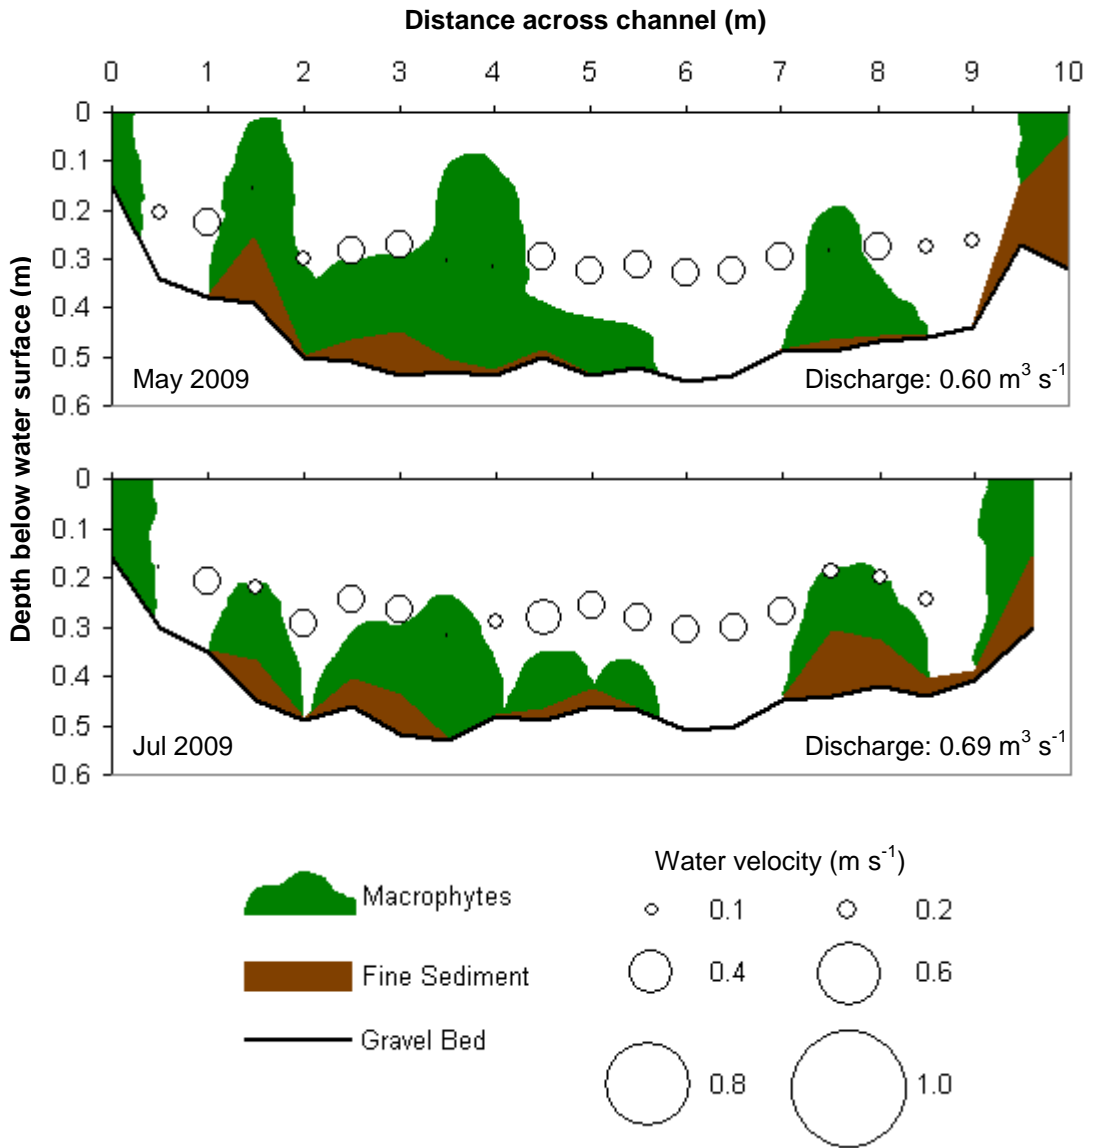 Distance across channel (m)
0 1 2 3 4 5 6 7 8 9 10
Depth below water surface (m)
0
0.1
0.2
0.3
0.4
0.5
0.6
May 2009 Discharge: 0.60 m³ s⁻¹
0
0.1
0.2
0.3
0.4
0.5
0.6
Jul 2009 Discharge: 0.69 m³ s⁻¹
Macrophytes
Fine Sediment
Gravel Bed
Water velocity (m s⁻¹)
0.1 0.2
0.4 0.6
0.8 1.0